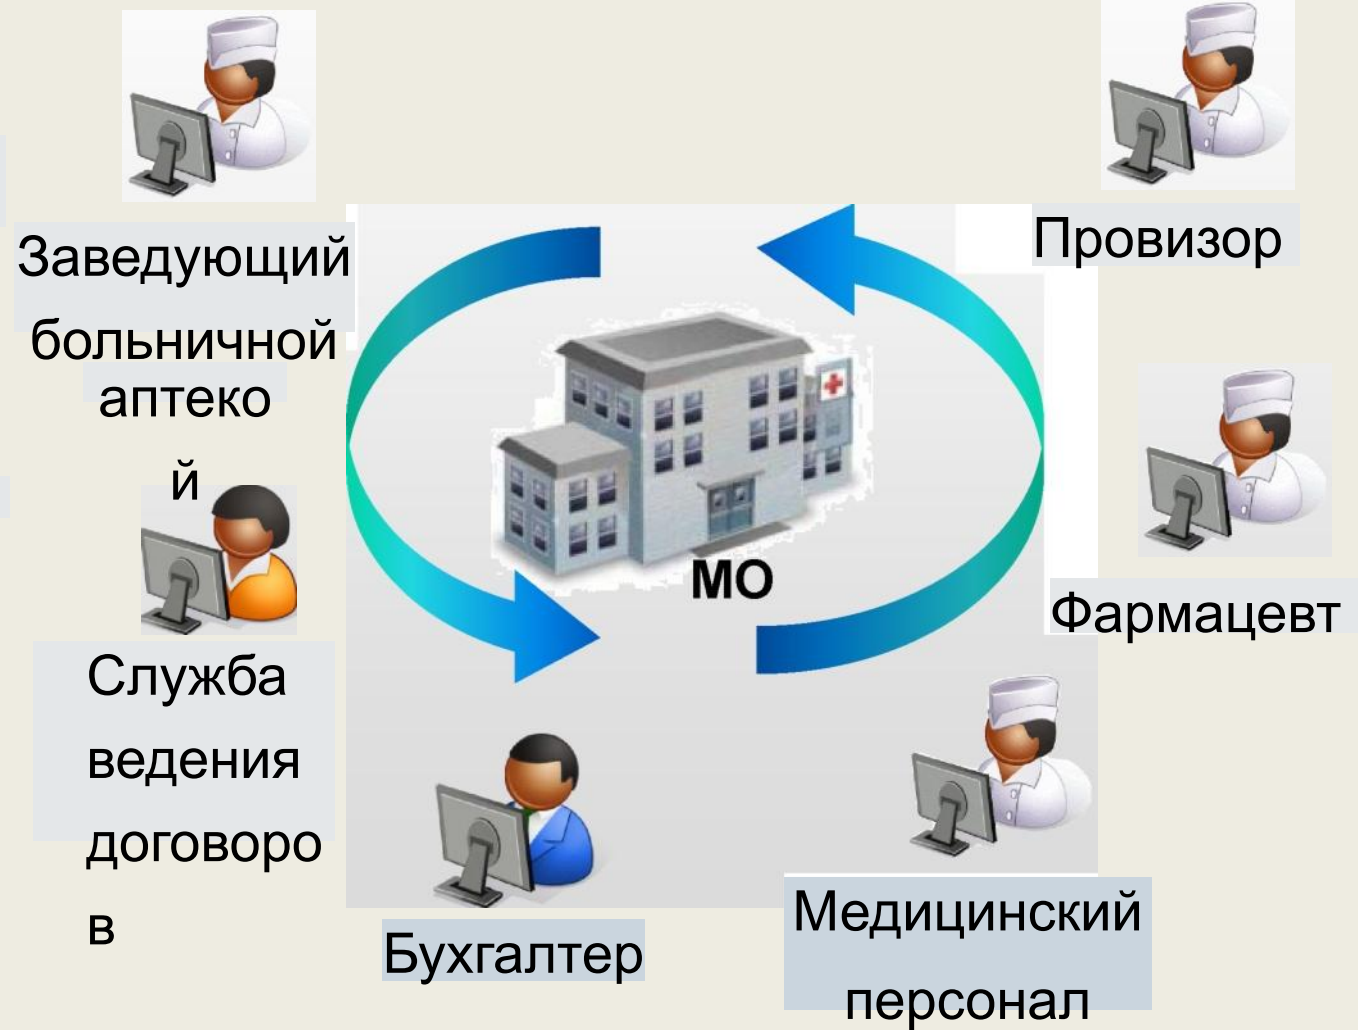 Заведующий
больничной
аптеко
й
Провизор
Фармацевт
МО
Служба
ведения
договоро
в
Бухгалтер
Медицинский
персонал